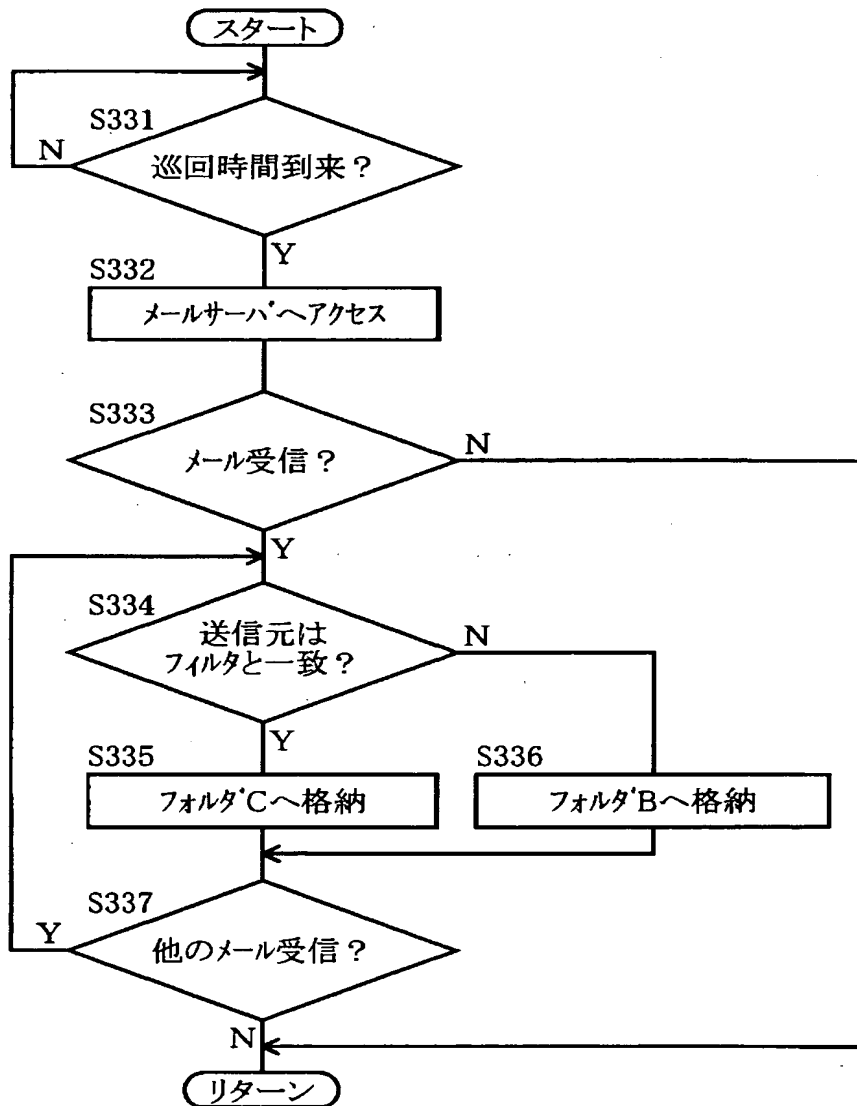 スタート
S331
N
巡回時間到来?
Y
S332
メールサーバへアクセス
S333
メール受信?
N
Y
S334
送信元は
フィルタと一致?
N
Y
S335
フォルダCへ格納
S336
フォルダBへ格納
S337
Y
他のメール受信?
N
リターン